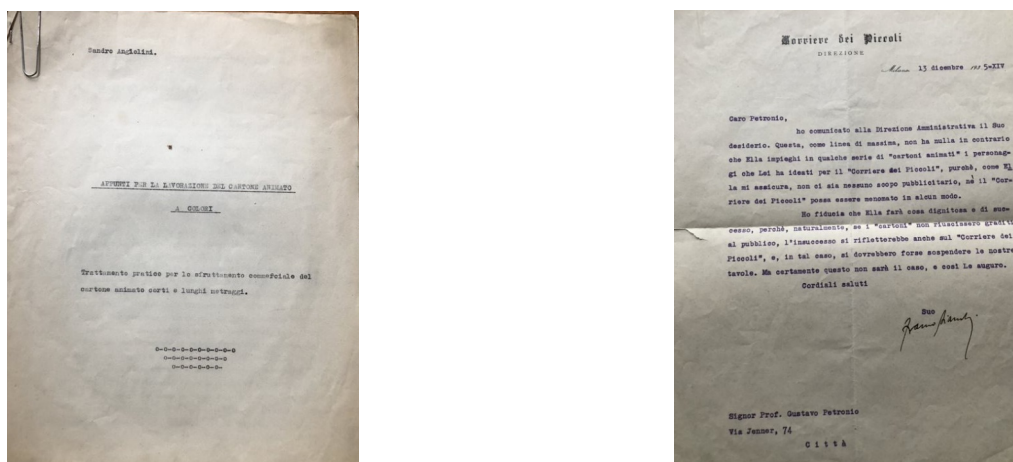 Sandro Angiolini.
APPUNTI PER LA LAVORAZIONE DEL CARTONE ANIMATO
A COLORI
Trattamento pratico per lo sfruttamento commerciale del
cartone animato corti e lunghi metraggi.
o-o-o-o-o-o-o-o-o
o-o-o-o-o-o-o-o
o-o-o-o-o-o-
Corriere dei Piccoli
DIREZIONE
Milano 13 dicembre 193 5=XIV
Caro Petronio,
ho comunicato alla Direzione Amministrativa il Suo
desiderio. Questa, come linea di massima, non ha nulla in contrario
che Ella impieghi in qualche serie di "cartoni animati" i personag-
gi che Lei ha ideati per il "Corriere dei Piccoli", purchè, come El
la mi assicura, non ci sia nessuno scopo pubblicitario, nè il "Cor-
riere dei Piccoli" possa essere menomato in alcun modo.
Ho fiducia che Ella farà cosa dignitosa e di suc-
cesso, perchè, naturalmente, se i "cartoni" non riuscissero graditi
al pubblico, l'insuccesso si rifletterebbe anche sul "Corriere dei
Piccoli", e, in tal caso, si dovrebbero forse sospendere le nostre
tavole. Ma certamente questo non sarà il caso, e così Le auguro.
Cordiali saluti
Suo
Signor Prof. Gustavo Petronio
Via Jenner, 74
Città